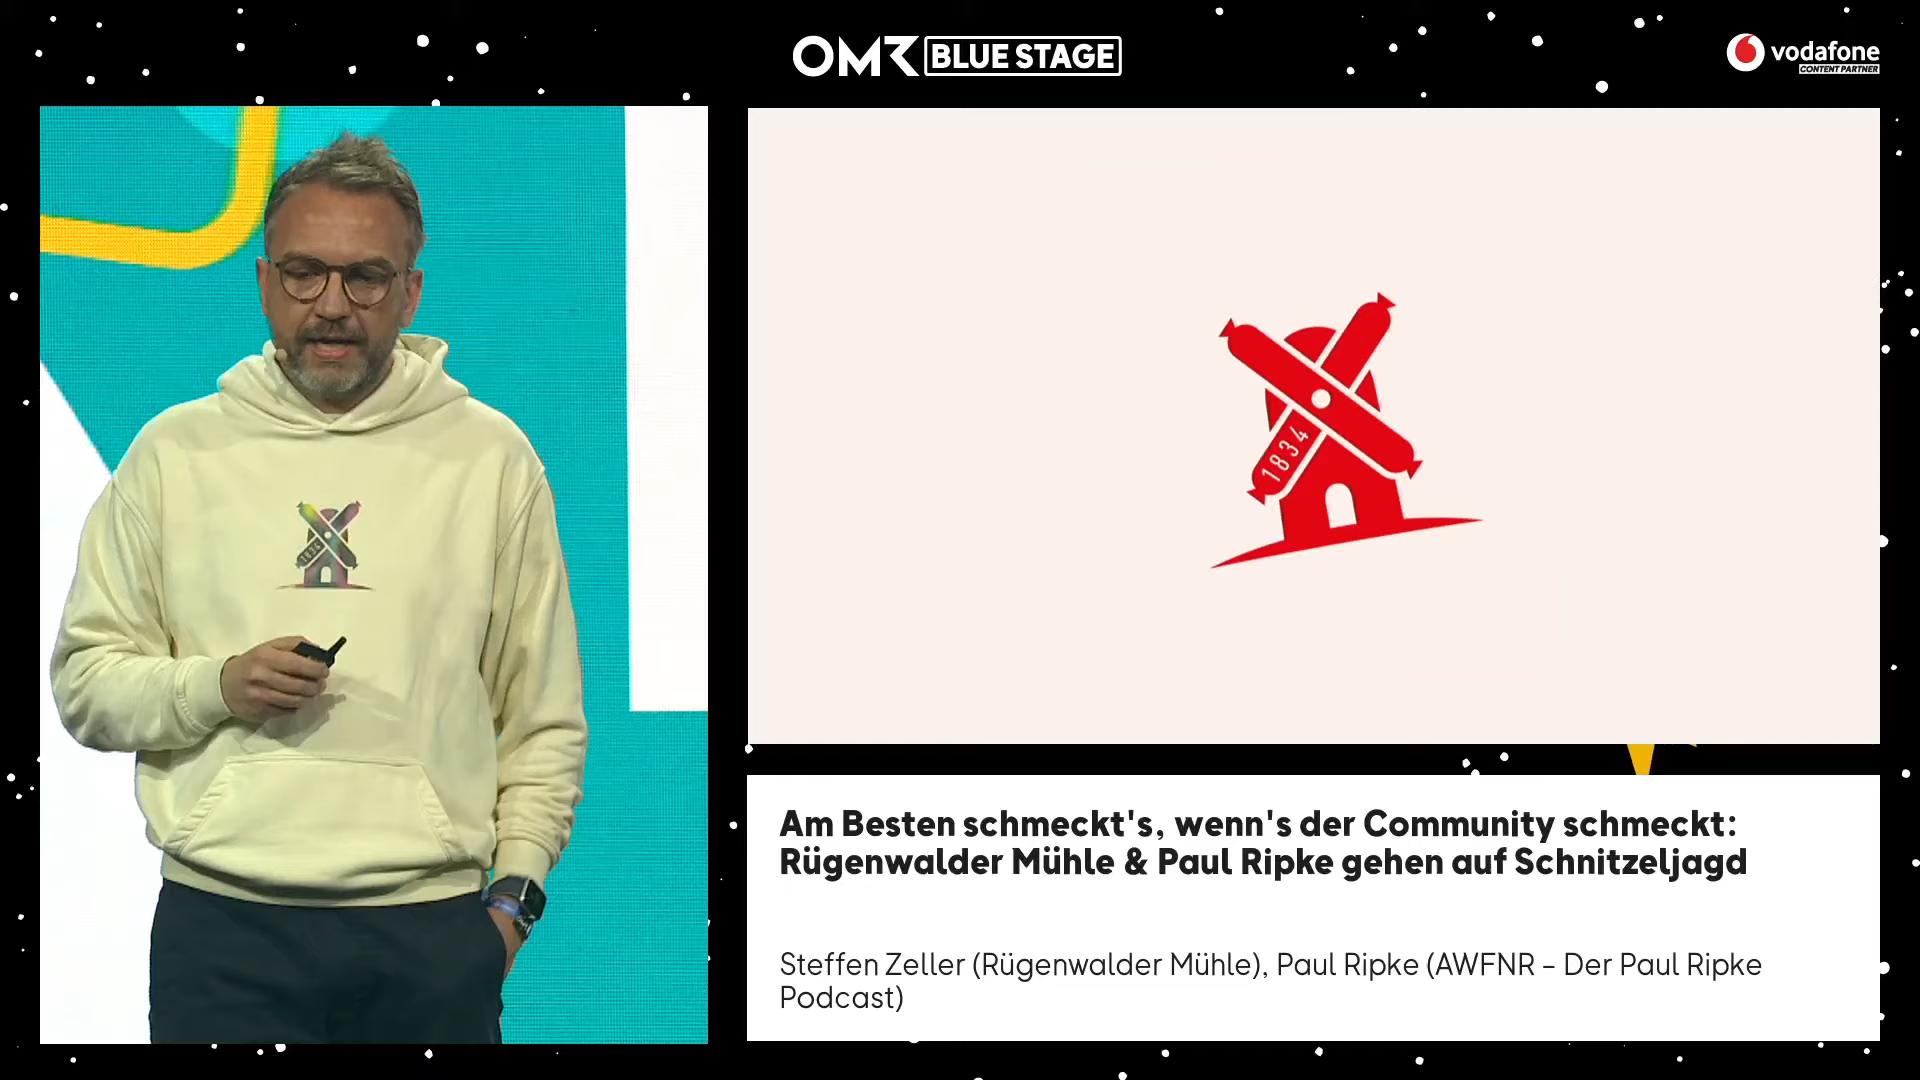 OMR BLUE STAGE
vodafone
CONTENT PARTNER
1834
1834
Am Besten schmeckt's, wenn's der Community schmeckt:
Rügenwalder Mühle & Paul Ripke gehen auf Schnitzeljagd
Steffen Zeller (Rügenwalder Mühle), Paul Ripke (AWFNR – Der Paul Ripke
Podcast)